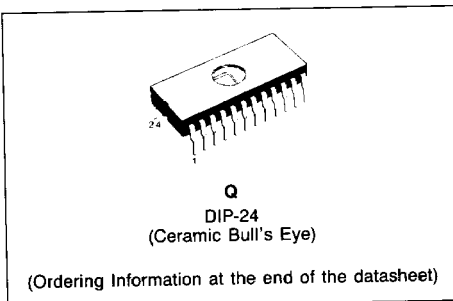 24
1
Q
DIP-24
(Ceramic Bull's Eye)
(Ordering Information at the end of the datasheet)